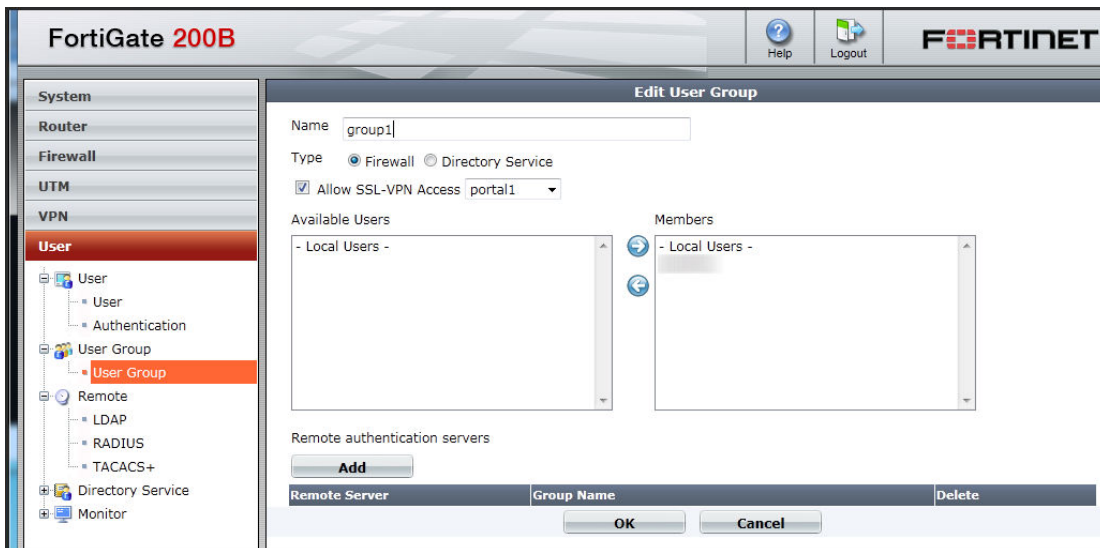 FortiGate 200B
Help
Logout
FORTINET
System
Router
Firewall
UTM
VPN
User
User
User
Authentication
User Group
User Group
Remote
LDAP
RADIUS
TACACS+
Directory Service
Monitor
Edit User Group
Name group1
Type Firewall Directory Service
Allow SSL-VPN Access portal1
Available Users Members
- Local Users - - Local Users -
Remote authentication servers
Add
Remote Server Group Name Delete
OK Cancel